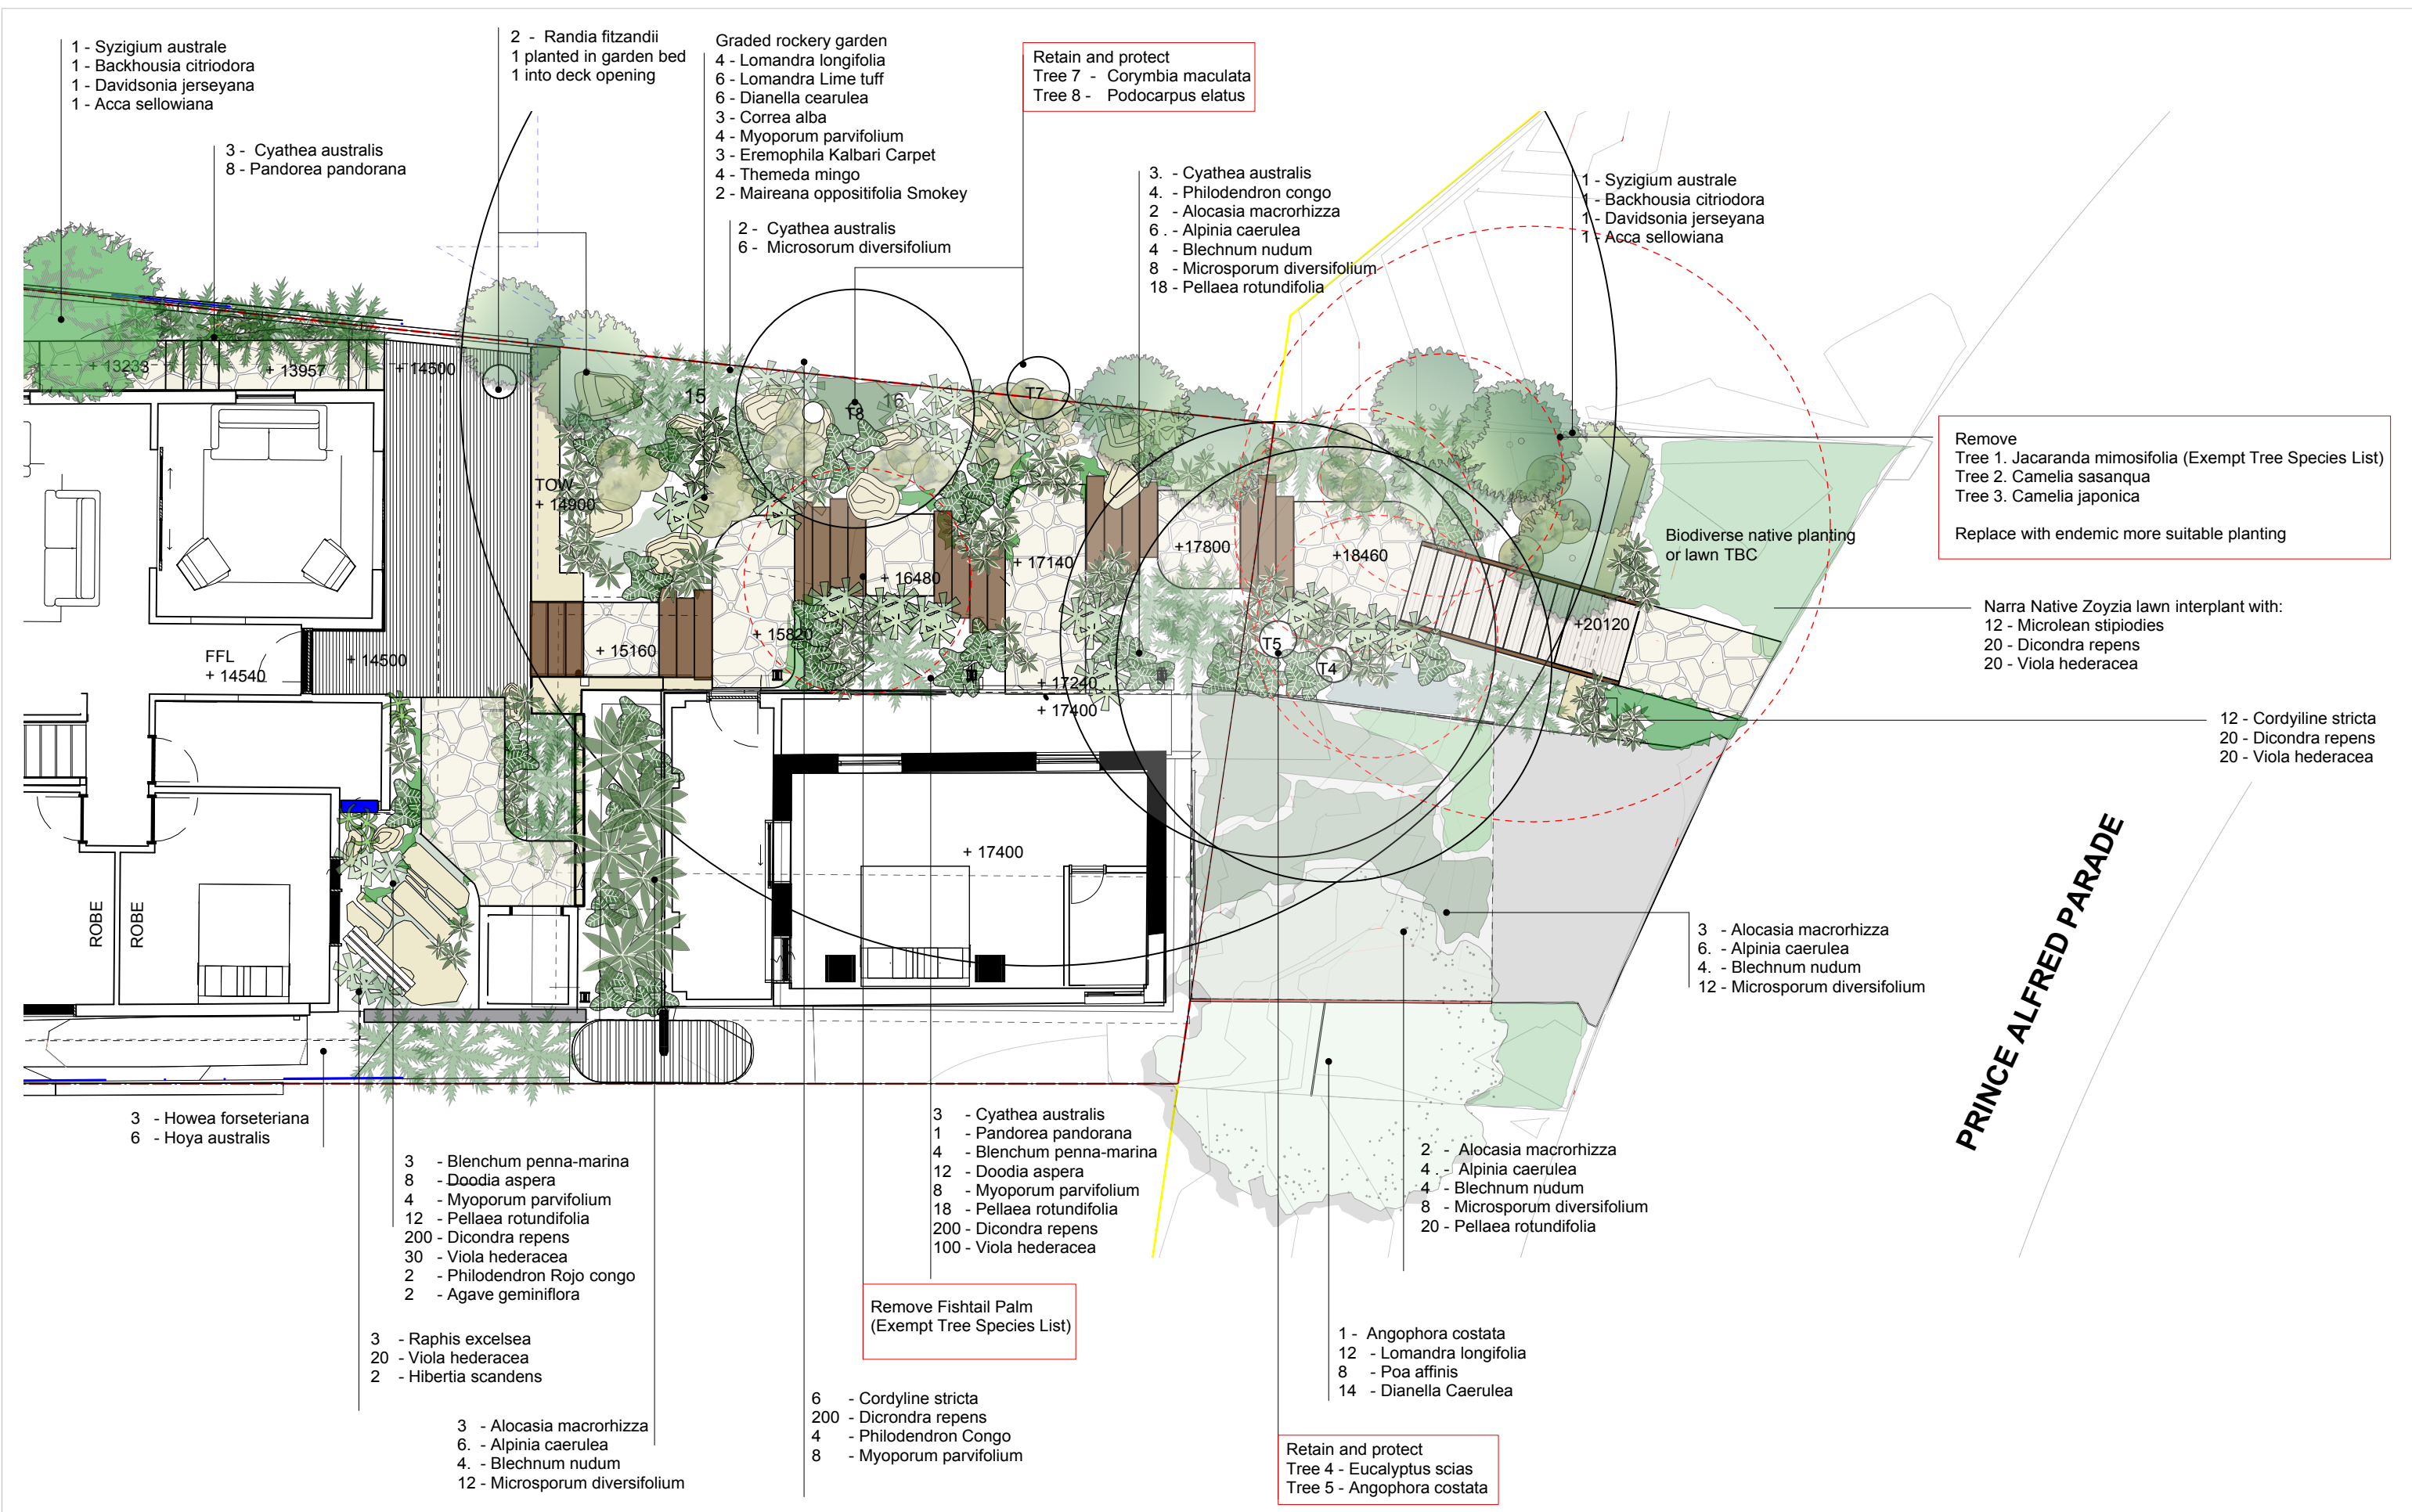 1 - Syzigium australe
1 - Backhousia citriodora
1 - Davidsonia jerseyana
1 - Acca sellowiana
3 - Cyathea australis
8 - Pandorea pandorana
2 - Randia fitzandii
1 planted in garden bed
1 into deck opening
Graded rockery garden
4 - Lomandra longifolia
6 - Lomandra Lime tuff
6 - Dianella cearulea
3 - Correa alba
4 - Myoporum parvifolium
3 - Eremophila Kalbari Carpet
4 - Themeda mingo
2 - Maireana oppositifolia Smokey
2 - Cyathea australis
6 - Microsorum diversifolium
Retain and protect
Tree 7 - Corymbia maculata
Tree 8 - Podocarpus elatus
3. - Cyathea australis
4. - Philodendron congo
2 - Alocasia macrorhizza
6 . - Alpinia caerulea
4 - Blechnum nudum
8 - Microsporum diversifolium
18 - Pellaea rotundifolia
1 - Syzigium australe
1 - Backhousia citriodora
1 - Davidsonia jerseyana
1 - Acca sellowiana
+ 13233
+ 13957
+ 14500
15
16
T8
T7
TOW
+ 14900
+ 16480
+ 17140
+17800
+18460
Biodiverse native planting
or lawn TBC
Remove
Tree 1. Jacaranda mimosifolia (Exempt Tree Species List)
Tree 2. Camelia sasanqua
Tree 3. Camelia japonica
Replace with endemic more suitable planting
Narra Native Zoyzia lawn interplant with:
12 - Microlean stipiodies
20 - Dicondra repens
20 - Viola hederacea
FFL
+ 14540
+ 14500
+ 15160
+ 15820
+20120
T5
T4
+ 17240
+ 17400
12 - Cordyiline stricta
20 - Dicondra repens
20 - Viola hederacea
+ 17400
ROBE
ROBE
PRINCE ALFRED PARADE
3 - Alocasia macrorhizza
6. - Alpinia caerulea
4. - Blechnum nudum
12 - Microsporum diversifolium
3 - Howea forseteriana
6 - Hoya australis
3 - Blenchum penna-marina
8 - Doodia aspera
4 - Myoporum parvifolium
12 - Pellaea rotundifolia
200 - Dicondra repens
30 - Viola hederacea
2 - Philodendron Rojo congo
2 - Agave geminiflora
3 - Cyathea australis
1 - Pandorea pandorana
4 - Blenchum penna-marina
12 - Doodia aspera
8 - Myoporum parvifolium
18 - Pellaea rotundifolia
200 - Dicondra repens
100 - Viola hederacea
2 - Alocasia macrorhizza
4 . - Alpinia caerulea
4 - Blechnum nudum
8 - Microsporum diversifolium
20 - Pellaea rotundifolia
Remove Fishtail Palm
(Exempt Tree Species List)
3 - Raphis excelsea
20 - Viola hederacea
2 - Hibertia scandens
1 - Angophora costata
12 - Lomandra longifolia
8 - Poa affinis
14 - Dianella Caerulea
3 - Alocasia macrorhizza
6. - Alpinia caerulea
4. - Blechnum nudum
12 - Microsporum diversifolium
6 - Cordyline stricta
200 - Dicrondra repens
4 - Philodendron Congo
8 - Myoporum parvifolium
Retain and protect
Tree 4 - Eucalyptus scias
Tree 5 - Angophora costata